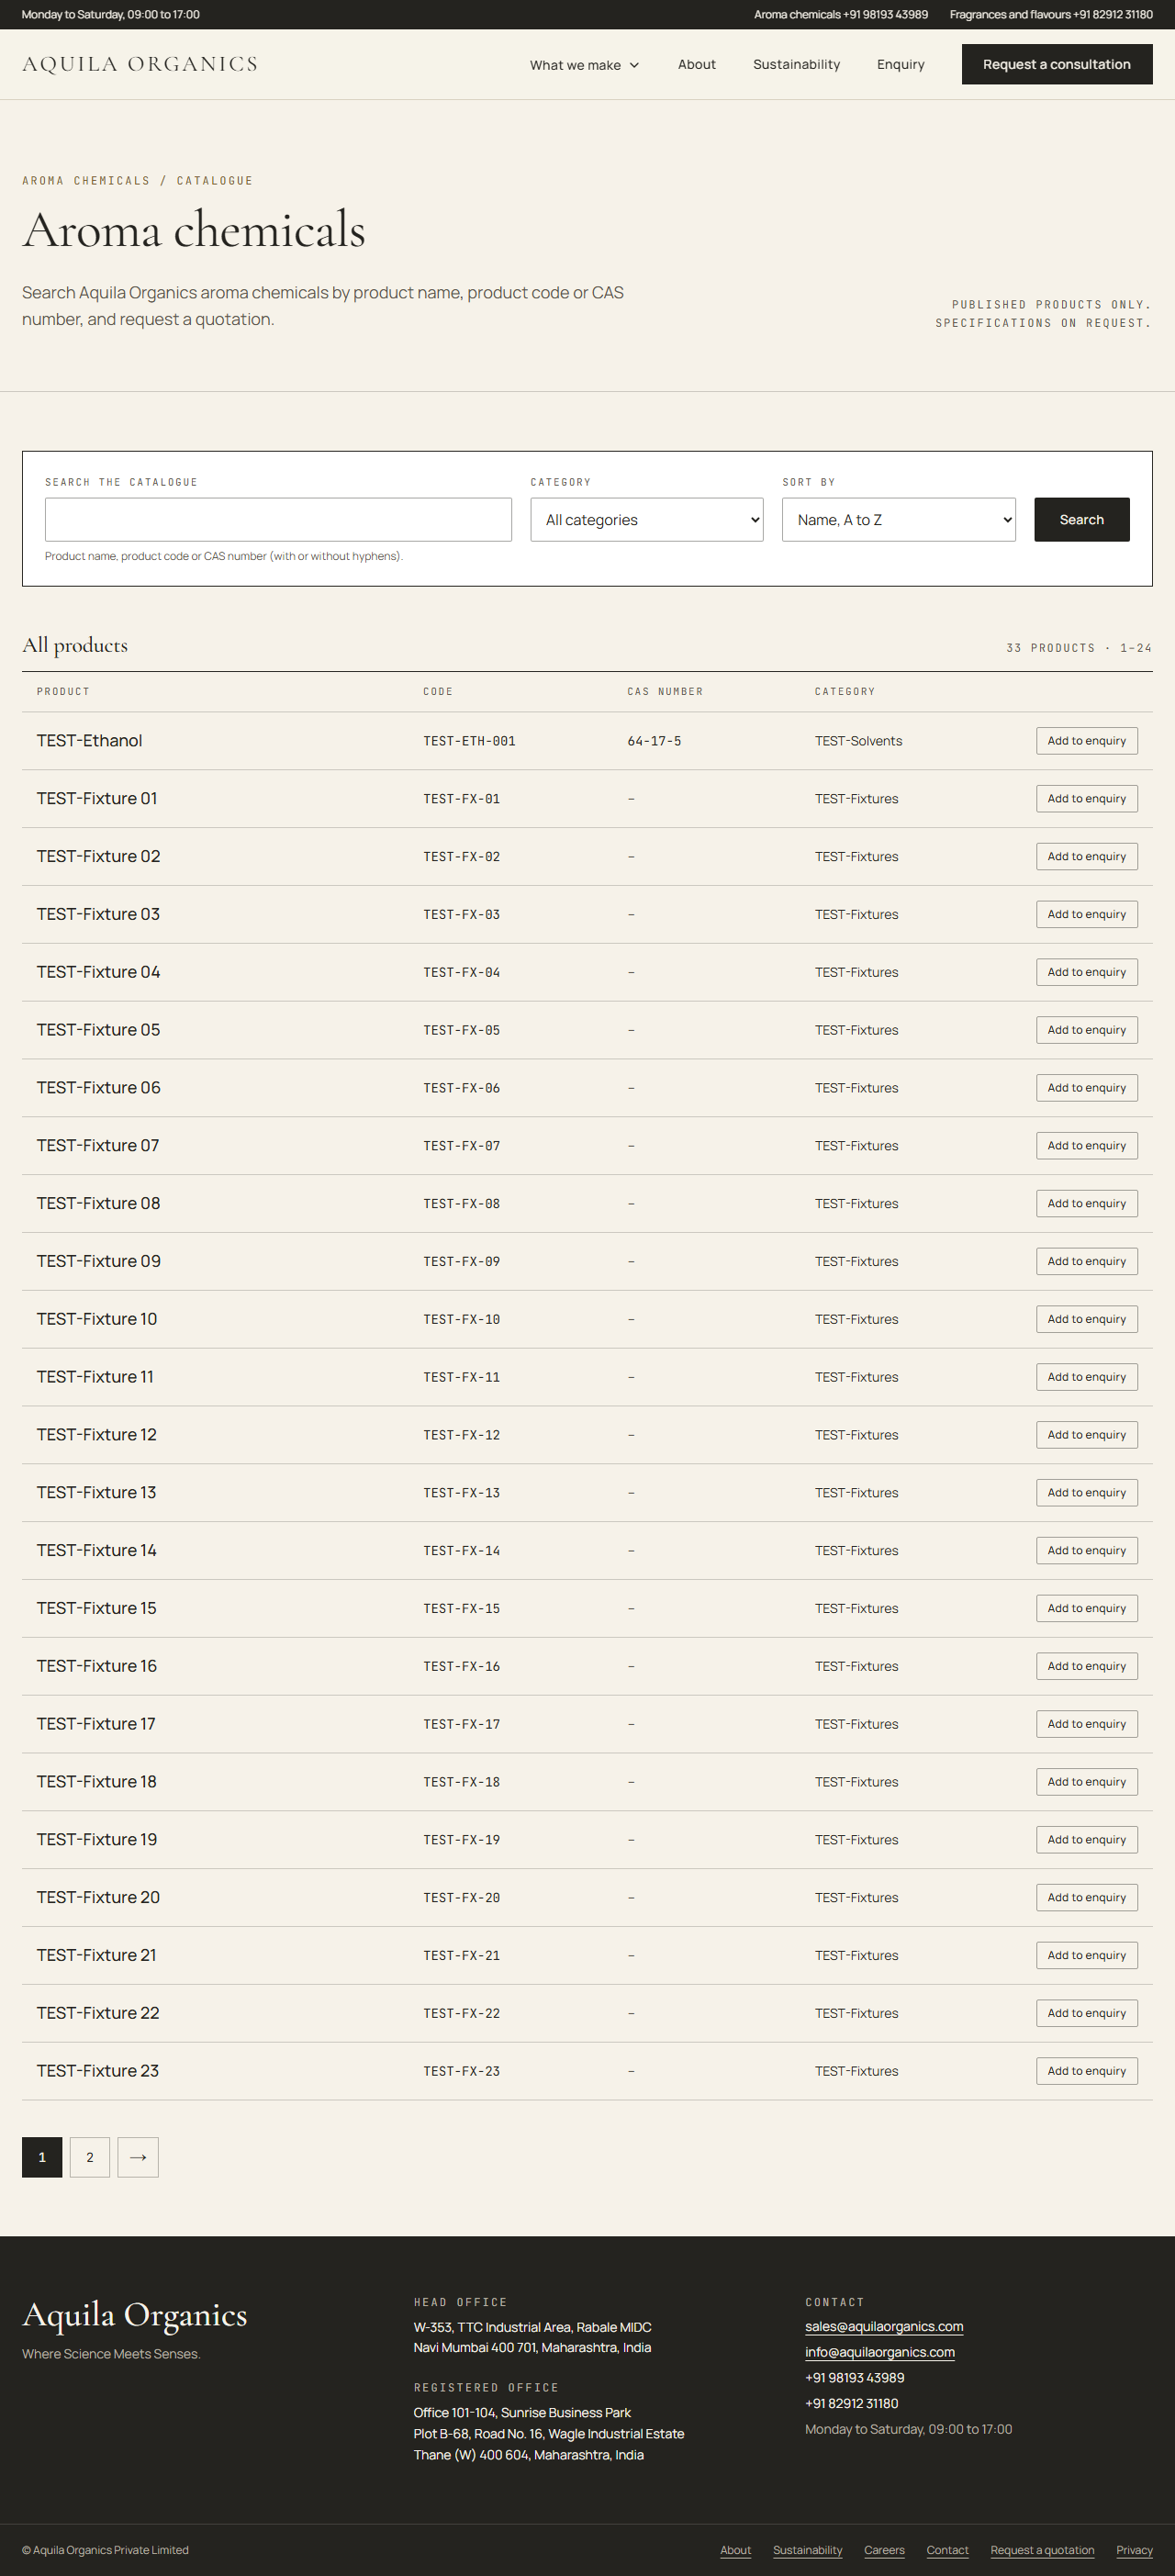 Monday to Saturday, 09:00 to 17:00
Aroma chemicals +91 98193 43989 Fragrances and flavours +91 82912 31180
AQUILA ORGANICS
What we make About Sustainability Enquiry Request a consultation
AROMA CHEMICALS / CATALOGUE
Aroma chemicals
Search Aquila Organics aroma chemicals by product name, product code or CAS
number, and request a quotation.
PUBLISHED PRODUCTS ONLY.
SPECIFICATIONS ON REQUEST.
SEARCH THE CATALOGUE CATEGORY SORT BY
All categories Name, A to Z Search
Product name, product code or CAS number (with or without hyphens).
All products 33 PRODUCTS · 1–24
PRODUCT CODE CAS NUMBER CATEGORY
TEST-Ethanol TEST-ETH-001 64-17-5 TEST-Solvents Add to enquiry
TEST-Fixture 01 TEST-FX-01 – TEST-Fixtures Add to enquiry
TEST-Fixture 02 TEST-FX-02 – TEST-Fixtures Add to enquiry
TEST-Fixture 03 TEST-FX-03 – TEST-Fixtures Add to enquiry
TEST-Fixture 04 TEST-FX-04 – TEST-Fixtures Add to enquiry
TEST-Fixture 05 TEST-FX-05 – TEST-Fixtures Add to enquiry
TEST-Fixture 06 TEST-FX-06 – TEST-Fixtures Add to enquiry
TEST-Fixture 07 TEST-FX-07 – TEST-Fixtures Add to enquiry
TEST-Fixture 08 TEST-FX-08 – TEST-Fixtures Add to enquiry
TEST-Fixture 09 TEST-FX-09 – TEST-Fixtures Add to enquiry
TEST-Fixture 10 TEST-FX-10 – TEST-Fixtures Add to enquiry
TEST-Fixture 11 TEST-FX-11 – TEST-Fixtures Add to enquiry
TEST-Fixture 12 TEST-FX-12 – TEST-Fixtures Add to enquiry
TEST-Fixture 13 TEST-FX-13 – TEST-Fixtures Add to enquiry
TEST-Fixture 14 TEST-FX-14 – TEST-Fixtures Add to enquiry
TEST-Fixture 15 TEST-FX-15 – TEST-Fixtures Add to enquiry
TEST-Fixture 16 TEST-FX-16 – TEST-Fixtures Add to enquiry
TEST-Fixture 17 TEST-FX-17 – TEST-Fixtures Add to enquiry
TEST-Fixture 18 TEST-FX-18 – TEST-Fixtures Add to enquiry
TEST-Fixture 19 TEST-FX-19 – TEST-Fixtures Add to enquiry
TEST-Fixture 20 TEST-FX-20 – TEST-Fixtures Add to enquiry
TEST-Fixture 21 TEST-FX-21 – TEST-Fixtures Add to enquiry
TEST-Fixture 22 TEST-FX-22 – TEST-Fixtures Add to enquiry
TEST-Fixture 23 TEST-FX-23 – TEST-Fixtures Add to enquiry
1 2 →
Aquila Organics
Where Science Meets Senses.
HEAD OFFICE
W-353, TTC Industrial Area, Rabale MIDC
Navi Mumbai 400 701, Maharashtra, India
REGISTERED OFFICE
Office 101-104, Sunrise Business Park
Plot B-68, Road No. 16, Wagle Industrial Estate
Thane (W) 400 604, Maharashtra, India
CONTACT
sales@aquilaorganics.com
info@aquilaorganics.com
+91 98193 43989
+91 82912 31180
Monday to Saturday, 09:00 to 17:00
© Aquila Organics Private Limited
About Sustainability Careers Contact Request a quotation Privacy